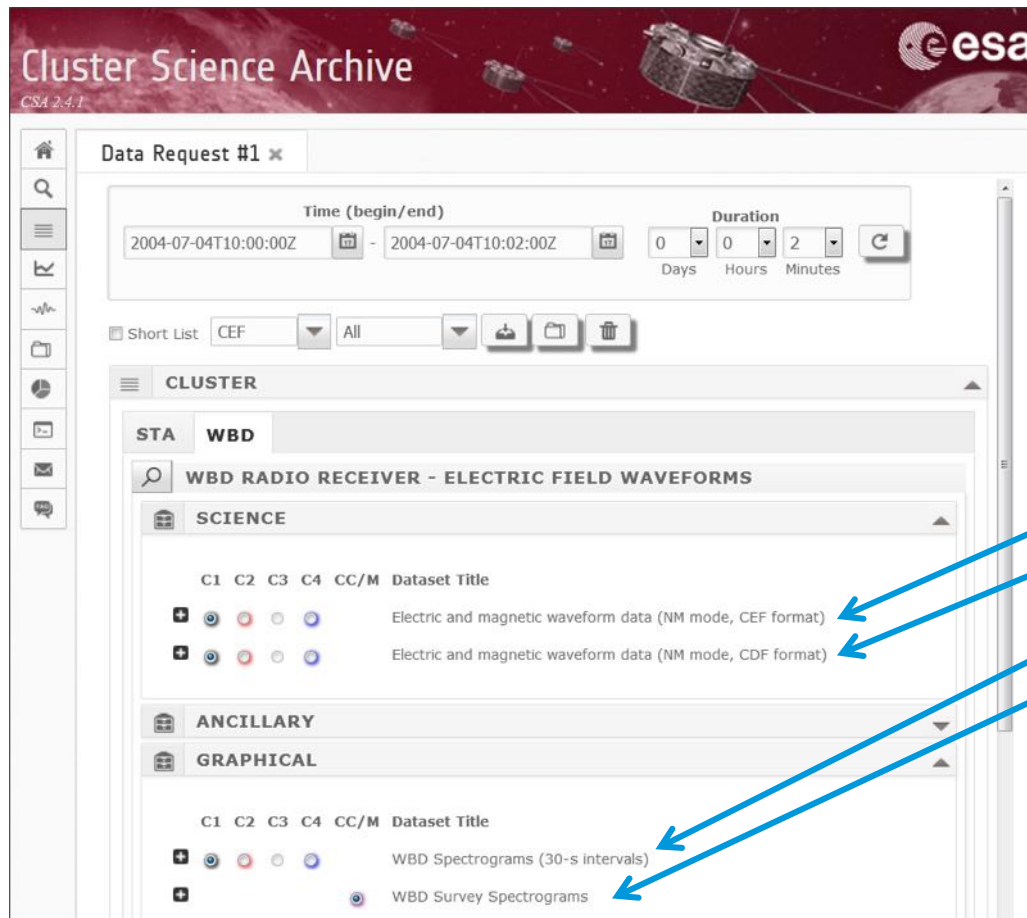 esa
Cluster Science Archive
CSA 2.4.1
Data Request #1
Time (begin/end)
Duration
2004-07-04T10:00:00Z - 2004-07-04T10:02:00Z 0 0 2
Days Hours Minutes
Short List CEF All
CLUSTER
STA WBD
WBD RADIO RECEIVER - ELECTRIC FIELD WAVEFORMS
SCIENCE
C1 C2 C3 C4 CC/M Dataset Title
Electric and magnetic waveform data (NM mode, CEF format)
Electric and magnetic waveform data (NM mode, CDF format)
ANCILLARY
GRAPHICAL
C1 C2 C3 C4 CC/M Dataset Title
WBD Spectrograms (30-s intervals)
WBD Survey Spectrograms